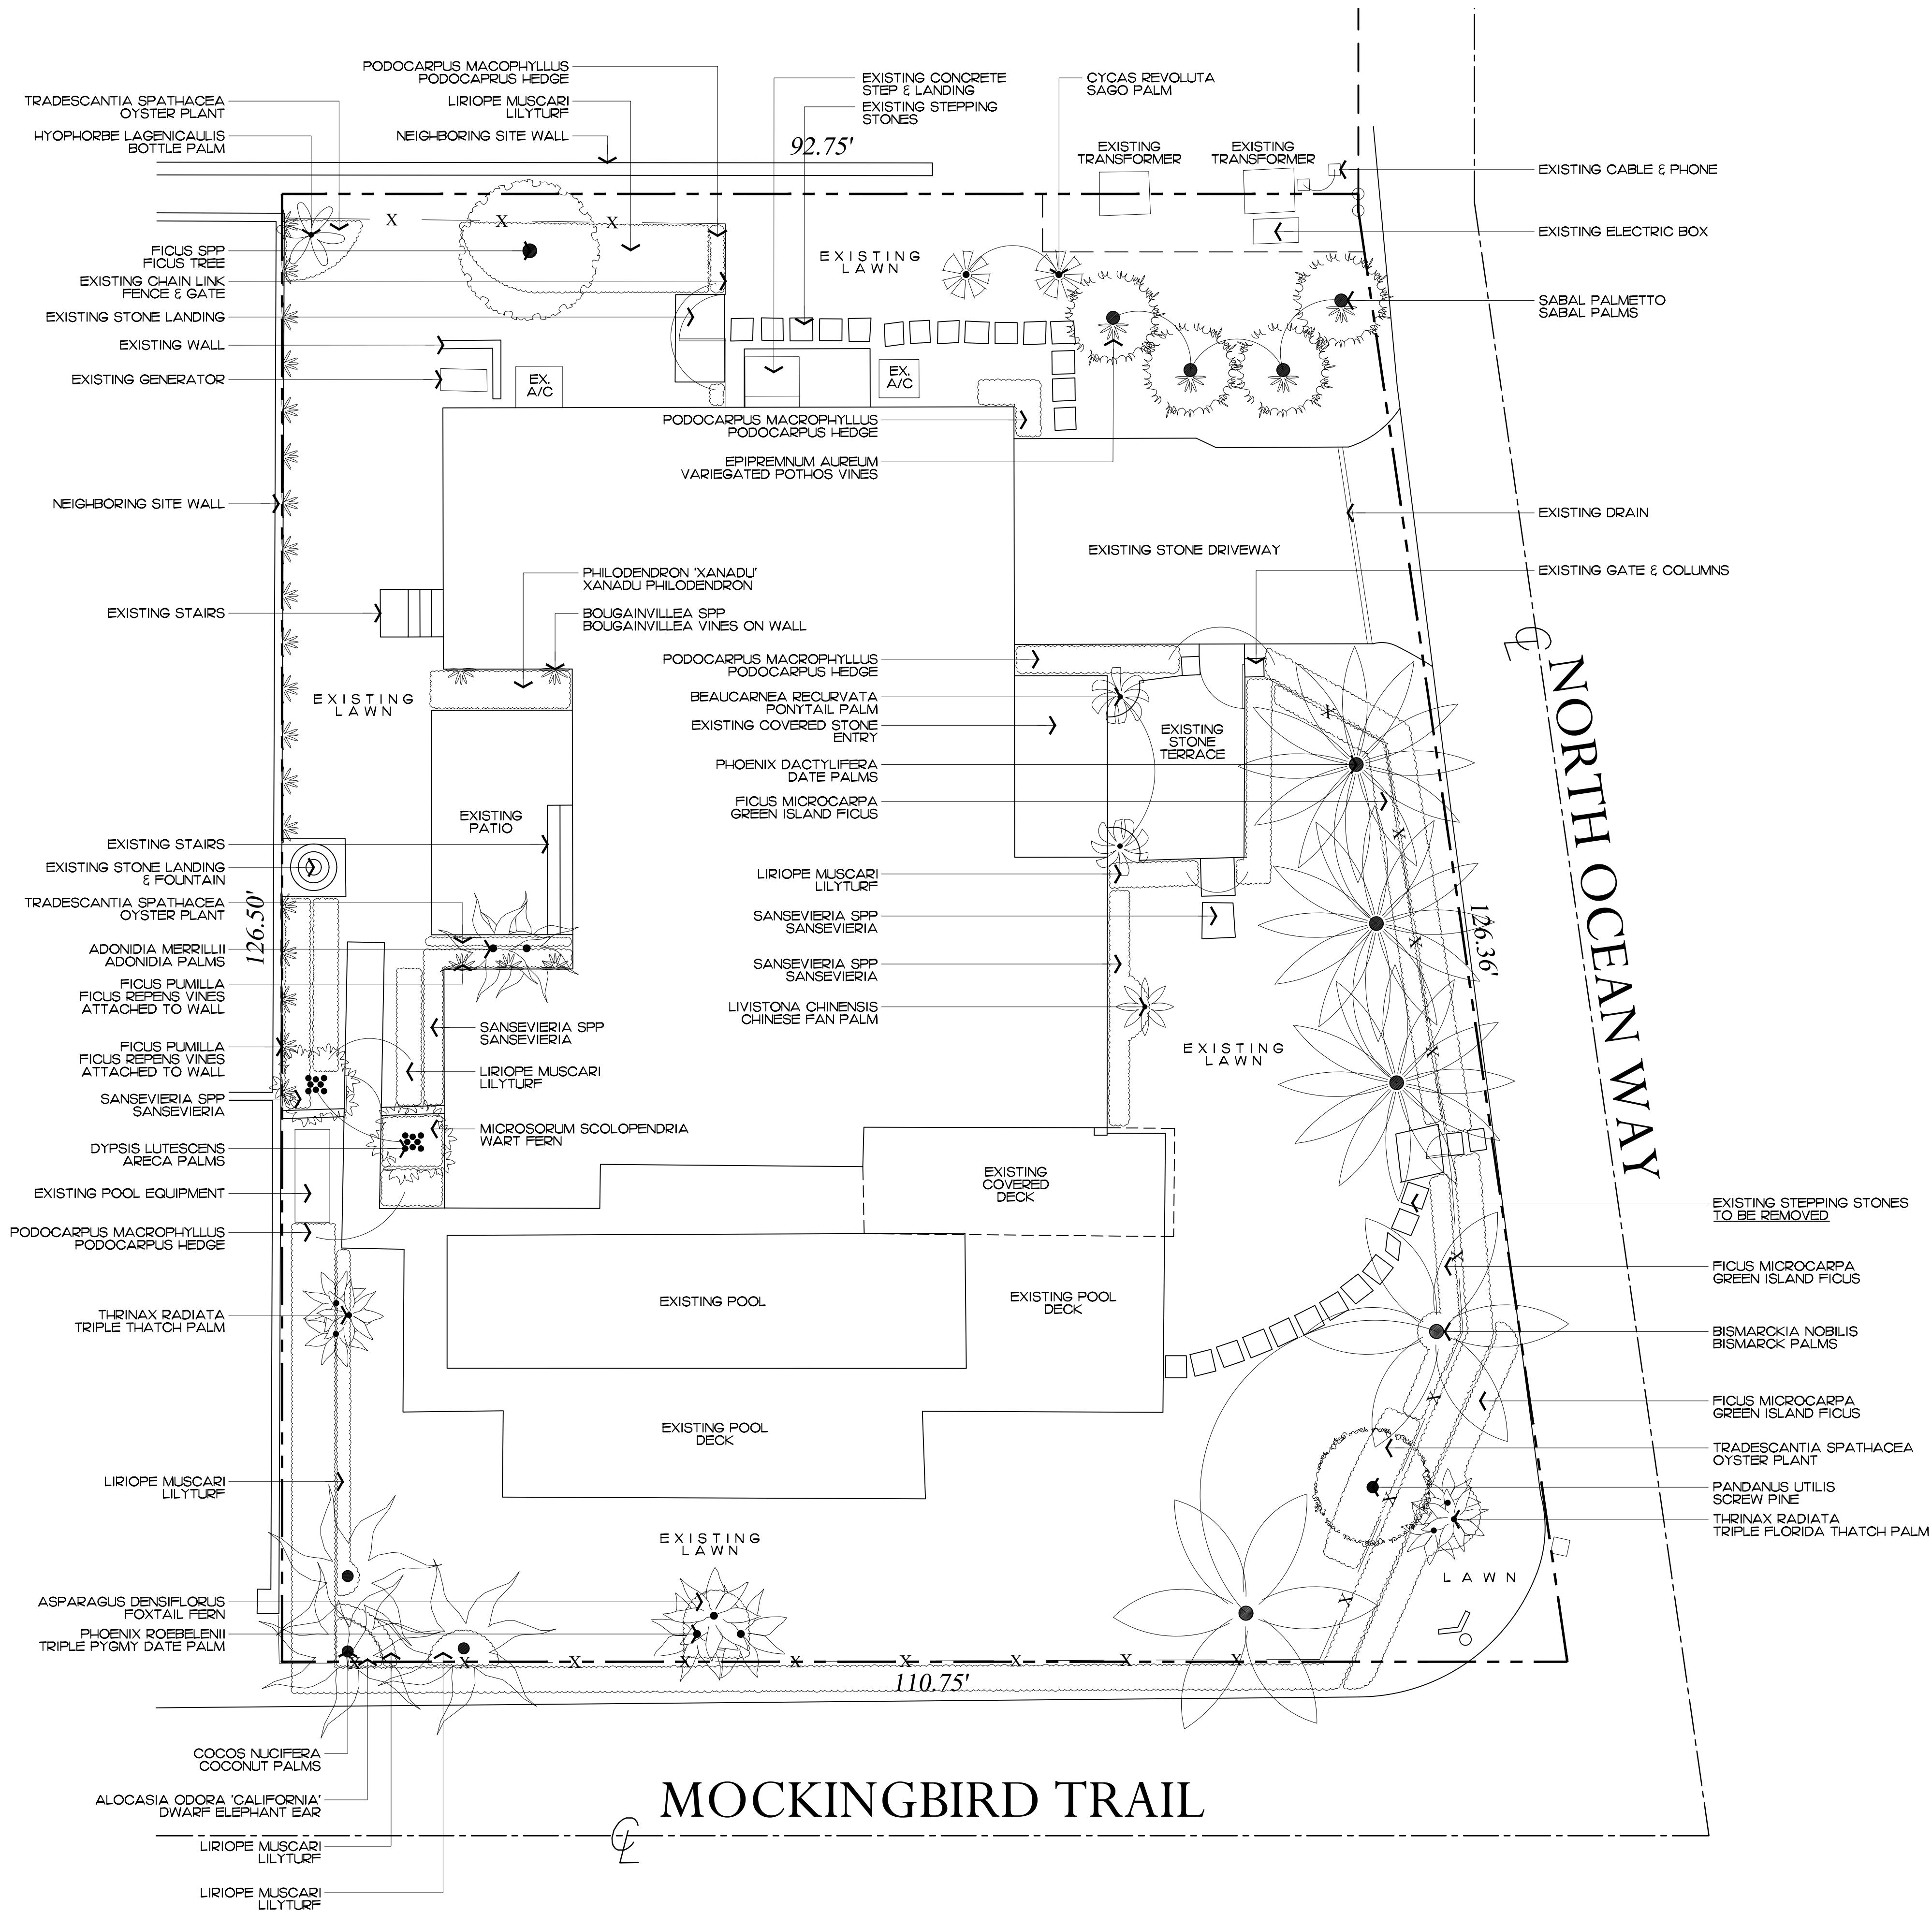 PODOCARPUS MACOPHYLLUS
PODOCAPRUS HEDGE
TRADESCANTIA SPATHACEA
OYSTER PLANT
LIRIOPE MUSCARI
LILYTURF
HYOPHORBE LAGENICAULIS
BOTTLE PALM
NEIGHBORING SITE WALL
EXISTING CONCRETE
STEP & LANDING
EXISTING STEPPING
STONES
CYCAS REVOLUTA
SAGO PALM
92.75'
EXISTING
TRANSFORMER
EXISTING
TRANSFORMER
EXISTING CABLE & PHONE
EXISTING ELECTRIC BOX
SABAL PALMETTO
SABAL PALMS
X X X
FICUS SPP
FICUS TREE
EXISTING CHAIN LINK
FENCE & GATE
EXISTING STONE LANDING
EXISTING WALL
EXISTING GENERATOR
EXISTING
LAWN
EX.
A/C
EX.
A/C
PODOCARPUS MACROPHYLLUS
PODOCARPUS HEDGE
EPIPREMNUM AUREUM
VARIEGATED POTHOS VINES
NEIGHBORING SITE WALL
EXISTING DRAIN
EXISTING STONE DRIVEWAY
EXISTING GATE & COLUMNS
PHILODENDRON 'XANADU'
XANADU PHILODENDRON
EXISTING STAIRS
BOUGAINVILLEA SPP
BOUGAINVILLEA VINES ON WALL
EXISTING
LAWN
PODOCARPUS MACROPHYLLUS
PODOCARPUS HEDGE
BEAUCARNEA RECURVATA
PONYTAIL PALM
EXISTING COVERED STONE
ENTRY
EXISTING
STONE
TERRACE
PHOENIX DACTYLIFERA
DATE PALMS
FICUS MICROCARPA
GREEN ISLAND FICUS
X
X
X
X
CL
NORTH OCEAN WAY
126.36'
EXISTING
PATIO
EXISTING STAIRS
EXISTING STONE LANDING
& FOUNTAIN
TRADESCANTIA SPATHACEA
OYSTER PLANT
126.50'
ADONIDIA MERRILLII
ADONIDIA PALMS
FICUS PUMILLA
FICUS REPENS VINES
ATTACHED TO WALL
FICUS PUMILLA
FICUS REPENS VINES
ATTACHED TO WALL
SANSEVIERIA SPP
SANSEVIERIA
DYPSIS LUTESCENS
ARECA PALMS
EXISTING POOL EQUIPMENT
PODOCARPUS MACROPHYLLUS
PODOCARPUS HEDGE
LIRIOPE MUSCARI
LILYTURF
SANSEVIERIA SPP
SANSEVIERIA
SANSEVIERIA SPP
SANSEVIERIA
LIVISTONA CHINENSIS
CHINESE FAN PALM
SANSEVIERIA SPP
SANSEVIERIA
LIRIOPE MUSCARI
LILYTURF
MICROSORUM SCOLOPENDRIA
WART FERN
EXISTING
LAWN
EXISTING
COVERED
DECK
EXISTING STEPPING STONES
TO BE REMOVED
FICUS MICROCARPA
GREEN ISLAND FICUS
BISMARCKIA NOBILIS
BISMARCK PALMS
FICUS MICROCARPA
GREEN ISLAND FICUS
TRADESCANTIA SPATHACEA
OYSTER PLANT
PANDANUS UTILIS
SCREW PINE
THRINAX RADIATA
TRIPLE FLORIDA THATCH PALM
X
X
X
X
THRINAX RADIATA
TRIPLE THATCH PALM
EXISTING POOL
EXISTING POOL
DECK
EXISTING POOL
DECK
LIRIOPE MUSCARI
LILYTURF
EXISTING
LAWN
LAWN
ASPARAGUS DENSIFLORUS
FOXTAIL FERN
PHOENIX ROEBELENII
TRIPLE PYGMY DATE PALM
X X X X X X X X X
110.75'
COCOS NUCIFERA
COCONUT PALMS
ALOCASIA ODORA 'CALIFORNIA'
DWARF ELEPHANT EAR
LIRIOPE MUSCARI
LILYTURF
LIRIOPE MUSCARI
LILYTURF
MOCKINGBIRD TRAIL
CL